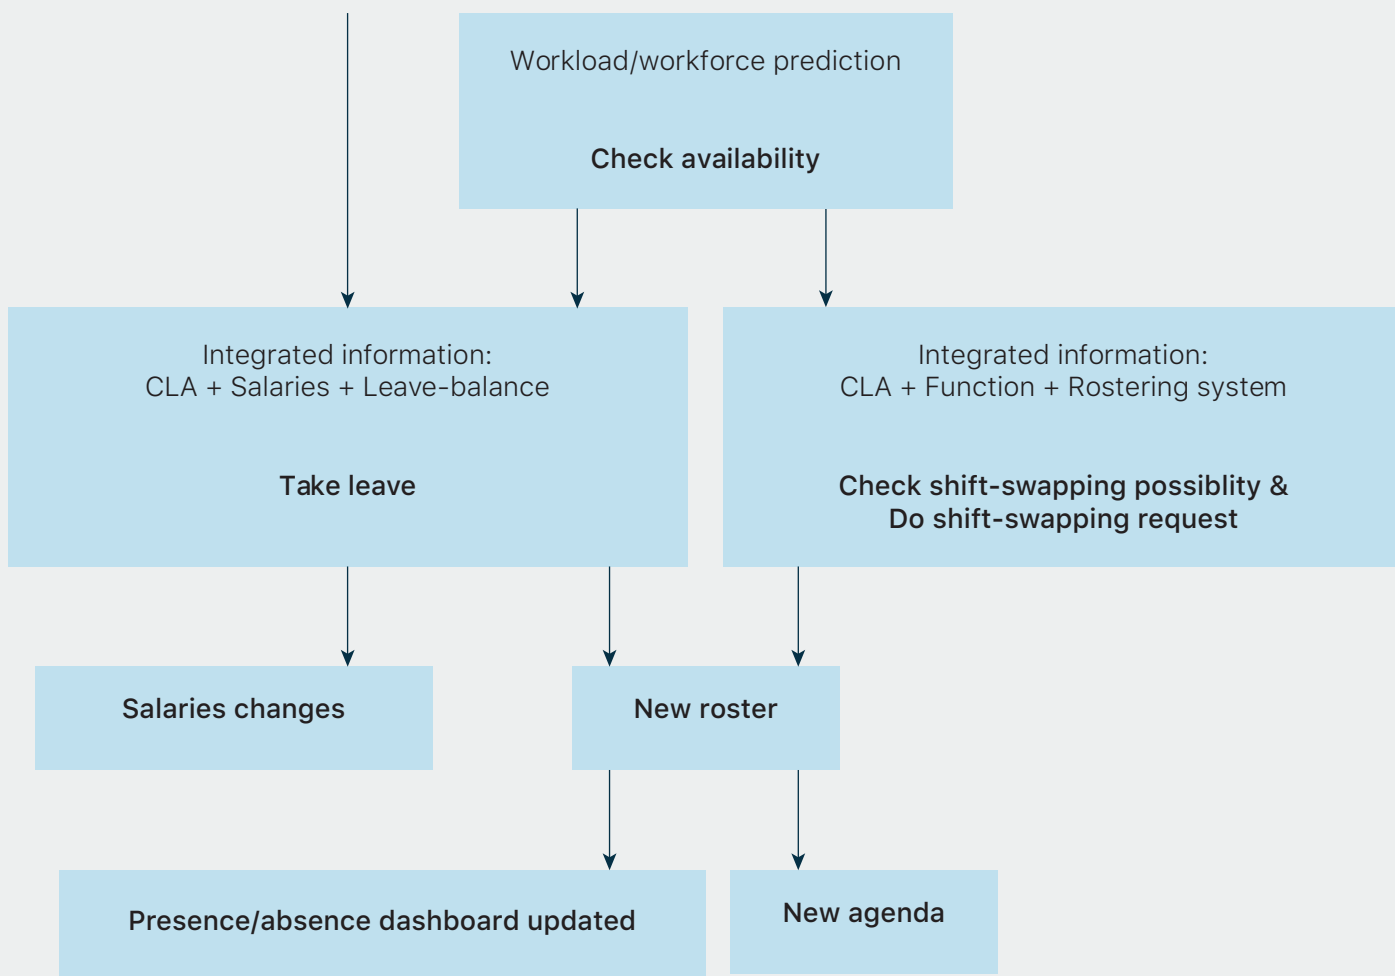 Workload/workforce prediction
Check availability
Integrated information:
CLA + Salaries + Leave-balance
Take leave
Integrated information:
CLA + Function + Rostering system
Check shift-swapping possiblity &
Do shift-swapping request
Salaries changes
New roster
Presence/absence dashboard updated
New agenda